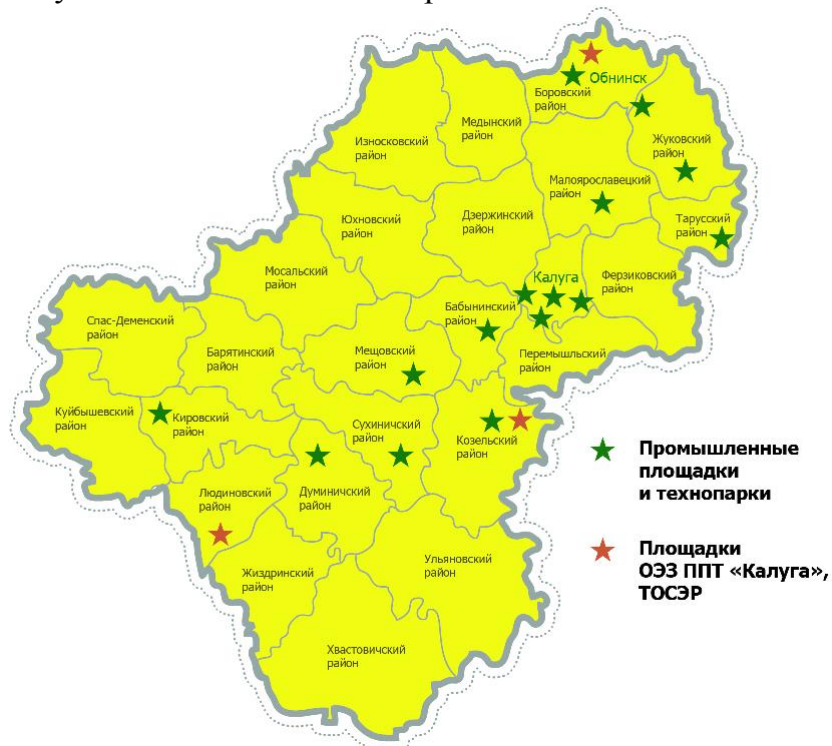 Обнинск
Боровский
район
Медынский
район
Износковский
район
Жуковский
район
Малоярославецкий
район
Тарусский
район
Юхновский
район
Дзержинский
район
Мосальский
район
Калуга
Ферзиковский
район
Бабынинский
район
Спас-Деменский
район
Барятинский
район
Мещовский
район
Перемышльский
район
Куйбышевский
район
Кировский
район
Сухиничский
район
Козельский
район
Людиновский
район
Думиничский
район
Жиздринский
район
Ульяновский
район
Хвастовичский
район
Промышленные
площадки
и технопарки
Площадки
ОЭЗ ППТ «Калуга»,
ТОСЭР